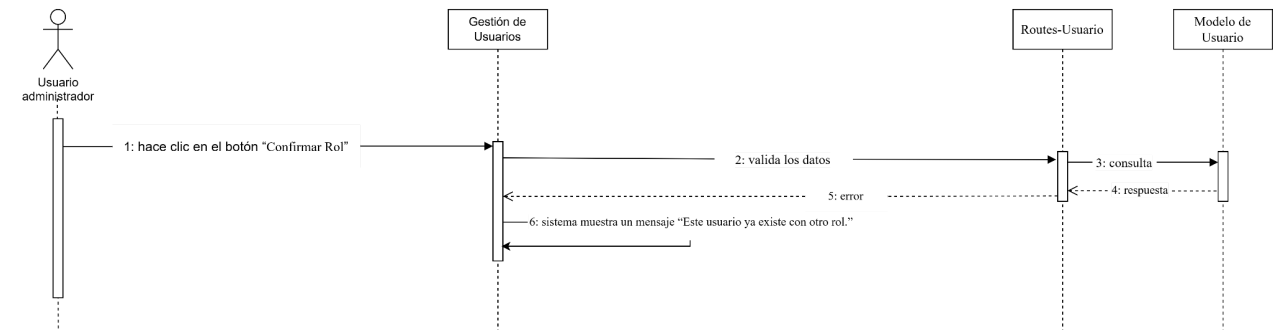 Usuario
administrador
Gestión de
Usuarios
Routes-Usuario
Modelo de
Usuario
1: hace clic en el botón “Confirmar Rol”
2: valida los datos
3: consulta
4: respuesta
5: error
6: sistema muestra un mensaje “Este usuario ya existe con otro rol.”